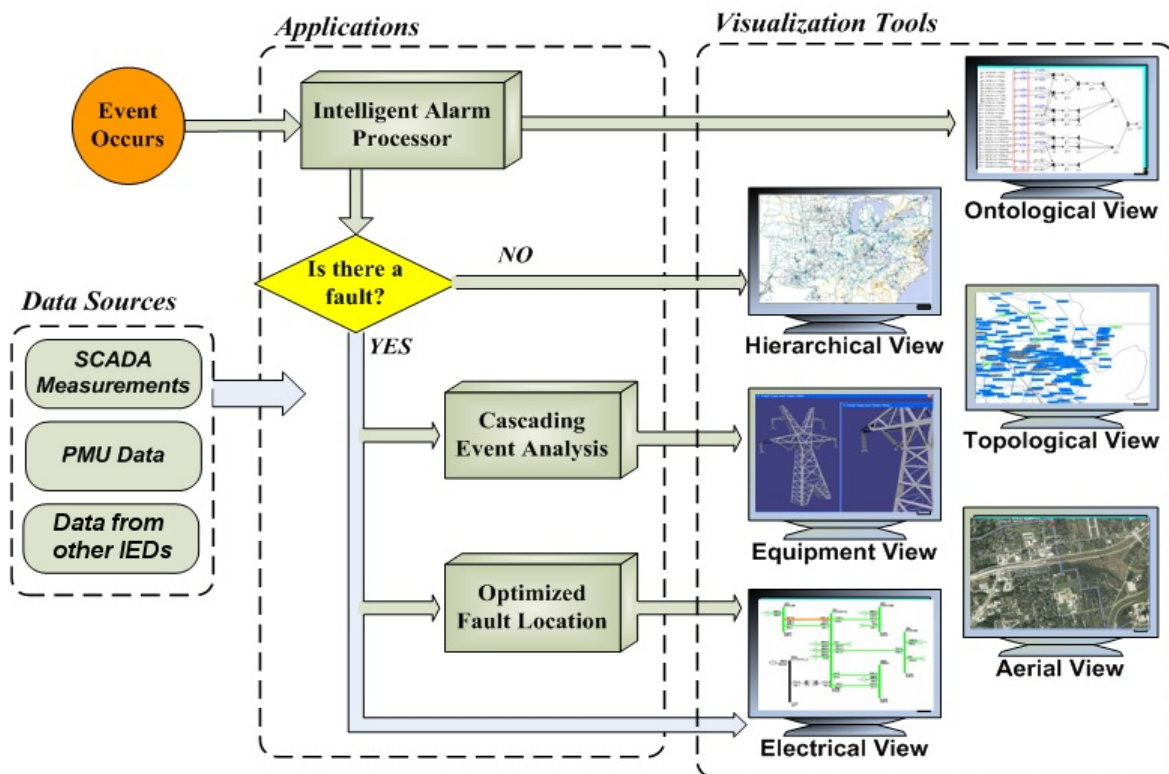 Applications
Visualization Tools
Event
Occurs
Intelligent Alarm
Processor
Ontological View
Is there a
fault?
NO
YES
Hierarchical View
Data Sources
SCADA
Measurements
PMU Data
Data from
other IEDs
Cascading
Event Analysis
Topological View
Equipment View
Optimized
Fault Location
Aerial View
Electrical View